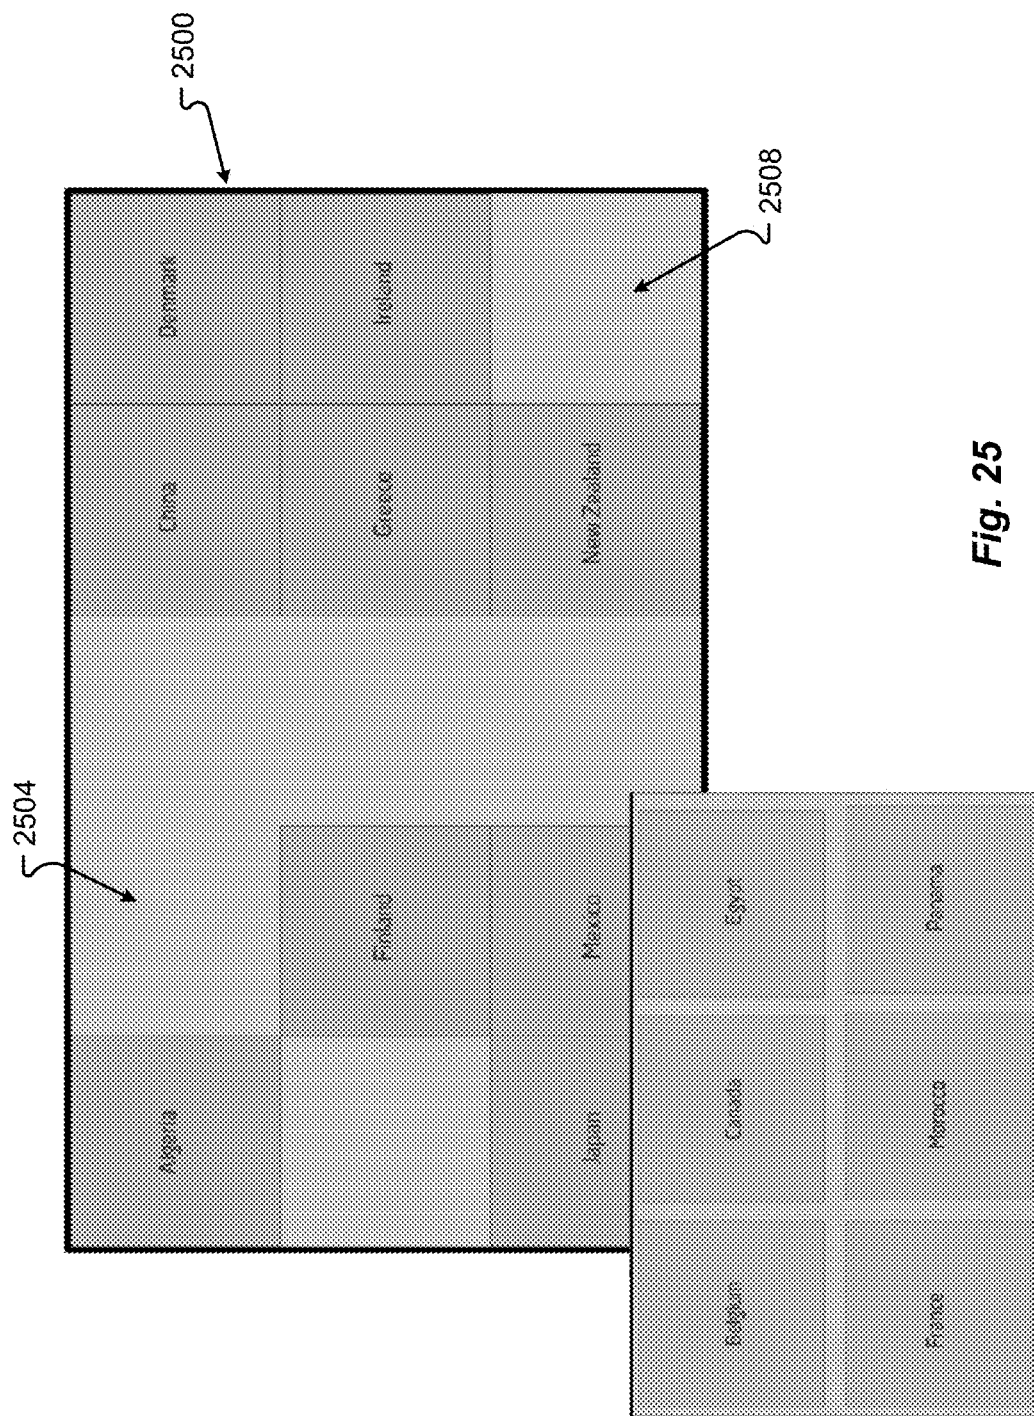 2504
2500
Algeria
China
Denmark
Finland
Greece
Ireland
Japan
Mexico
New Zealand
2508
Belgium
Canada
Egypt
France
Morocco
Panama
Fig. 25